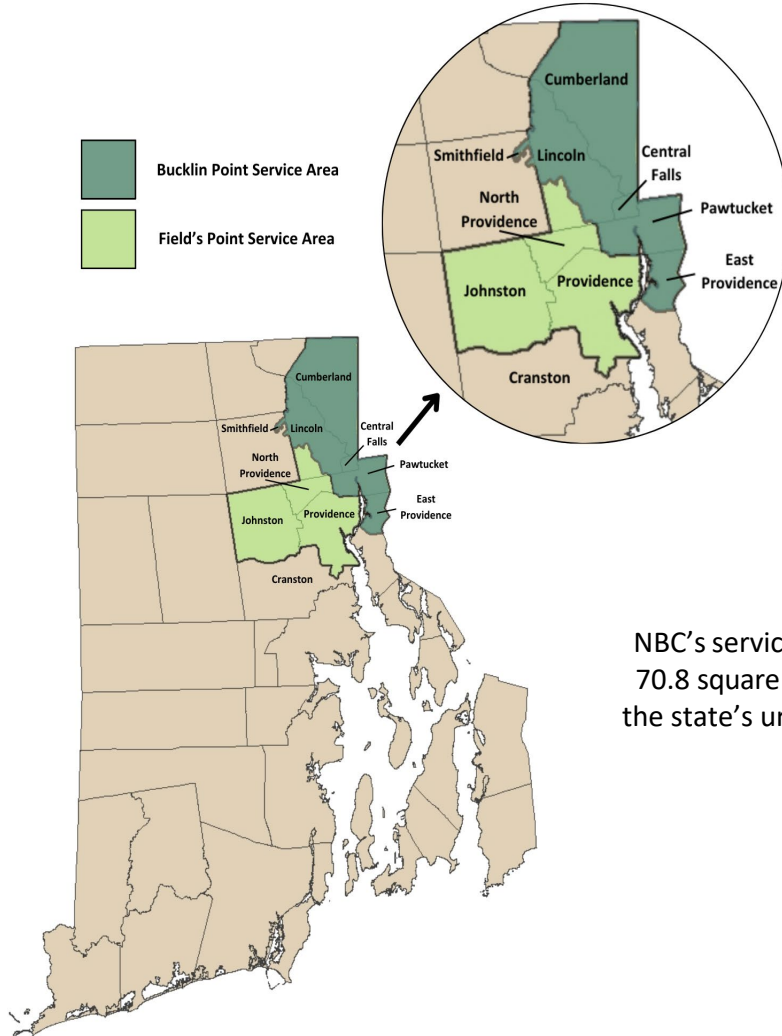 Bucklin Point Service Area
Field's Point Service Area
Cumberland
Smithfield
Lincoln
Central
Falls
North
Providence
Pawtucket
East
Providence
Johnston
Providence
Cranston
Cumberland
Smithfield
Lincoln
Central
Falls
North
Providence
Pawtucket
East
Providence
Johnston
Providence
Cranston
NBC’s servic
70.8 square
the state’s ur